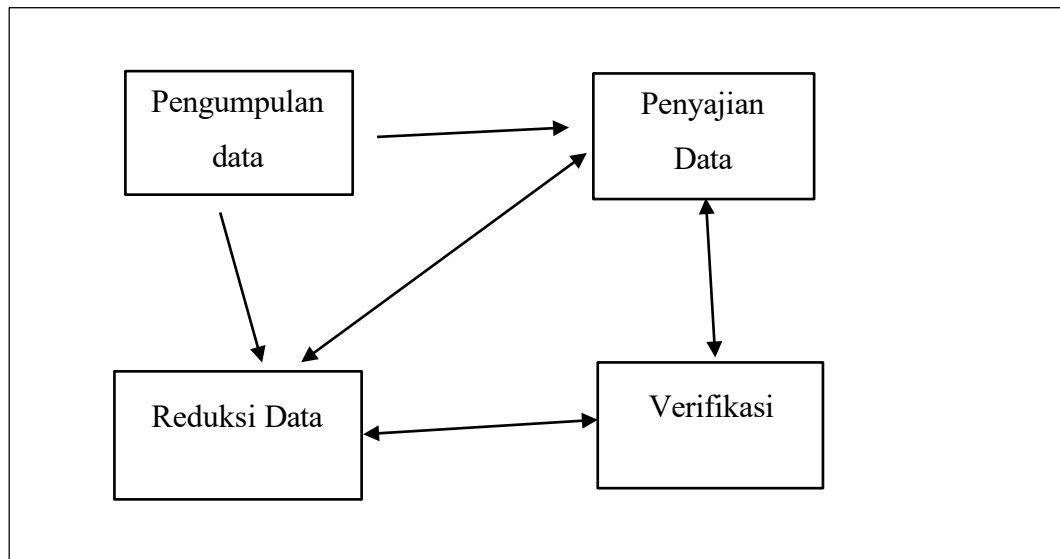 Pengumpulan
data
Penyajian
Data
Reduksi Data
Verifikasi